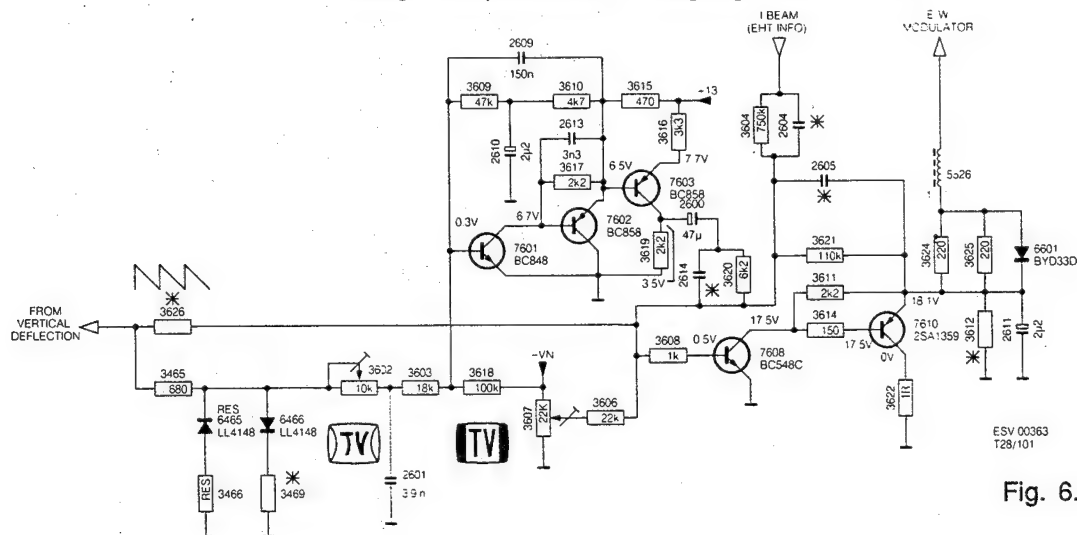 I BEAM
(EHT INFO)
E/W
MODULATOR
2609
150n
3609
47k
3610
4k7
3615
470
+13
3616
3k3
2613
3n3
2610
2µ2
3617
2k2
6.5V
7.7V
7603
BC858
3604
750k
2604
2605
5626
0.3V
6.7V
7602
BC858
7601
BC848
2600
47µ
3619
2k2
3.5V
2614
3620
6k2
3621
110k
3611
2k2
3624
220
3625
220
6601
BYD33D
18.1V
FROM
VERTICAL
DEFLECTION
3626
17.5V
3614
150
7610
2SA1359
17.5V
0V
3612
2611
2µ2
3608
1k
0.5V
7608
BC548C
3622
1R
3465
680
3602
10k
3603
18k
3618
100k
-VN
3607
22K
3606
22k
RES
6465
LL4148
6466
LL4148
TV
TV
2601
3.9n
RES
3466
3469
ESV 00363
T28/101
Fig. 6.